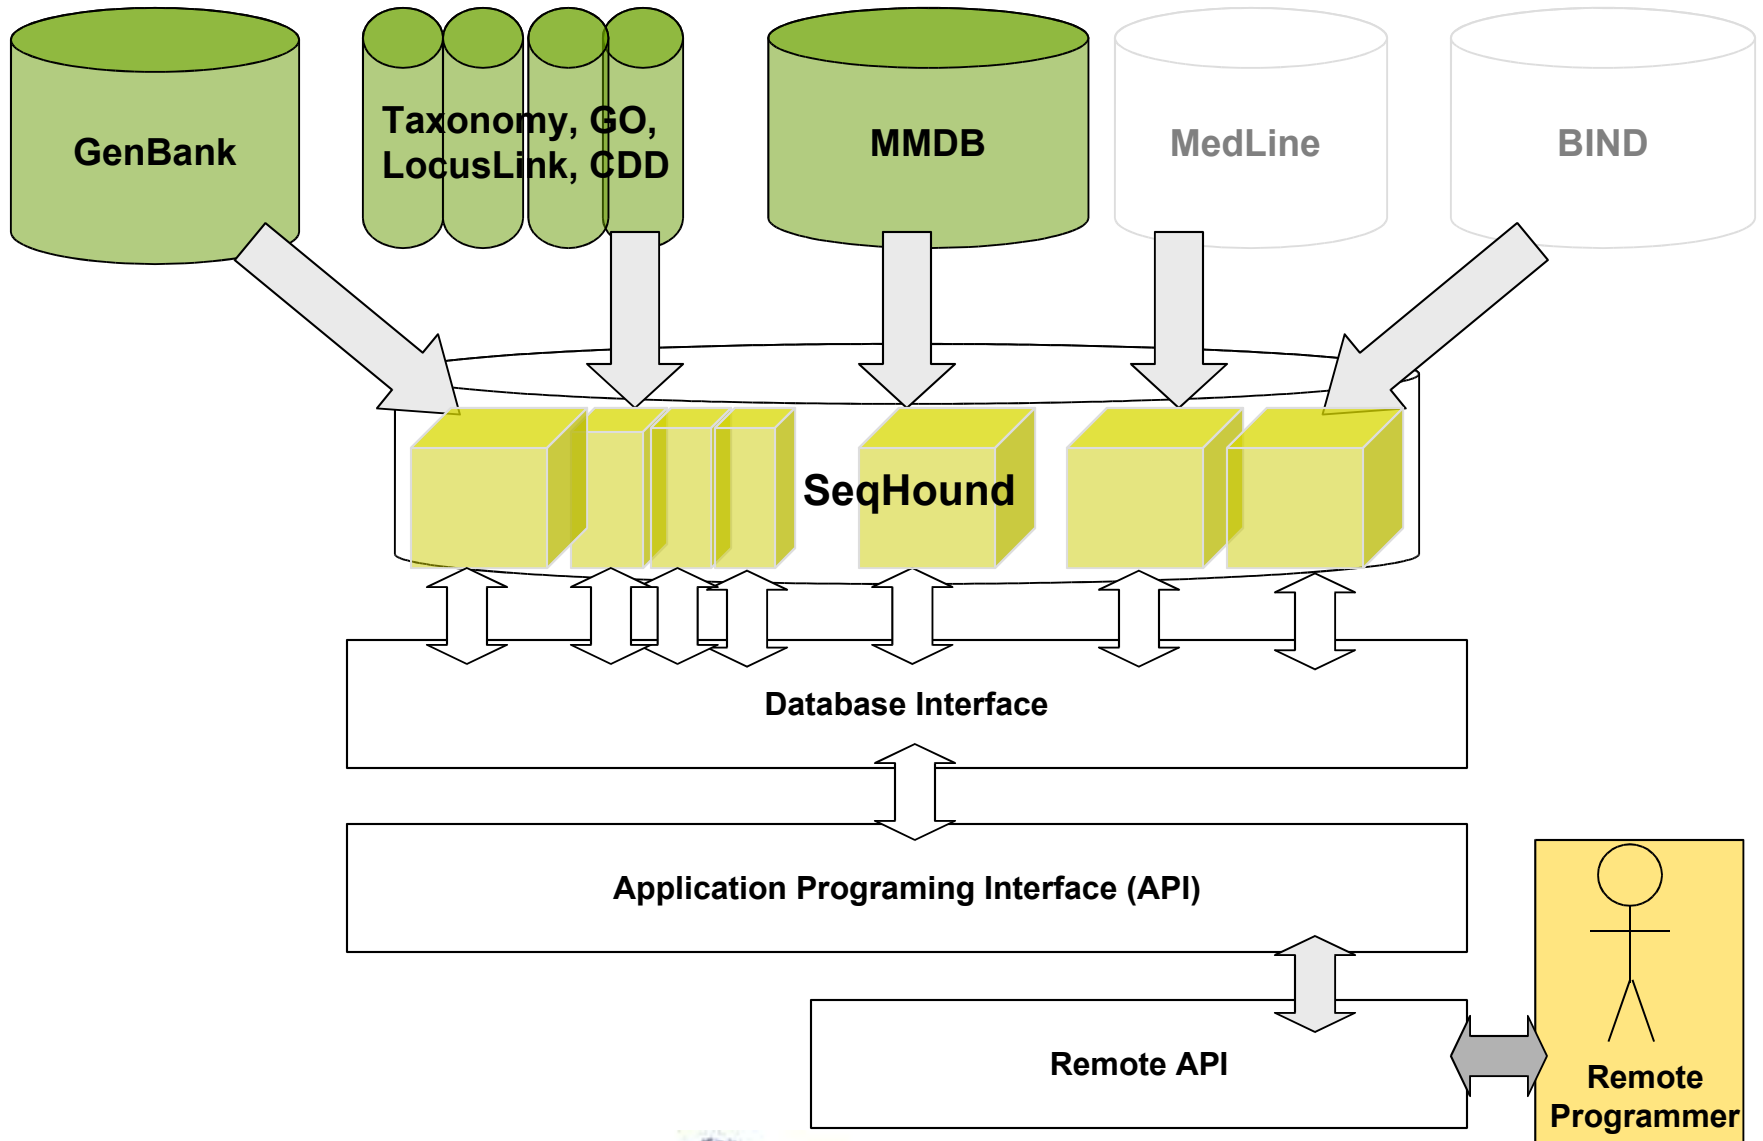 GenBank
Taxonomy, GO,
LocusLink, CDD
MMDB
MedLine
BIND
SeqHound
Database Interface
Application Programing Interface (API)
Remote API
Remote
Programmer